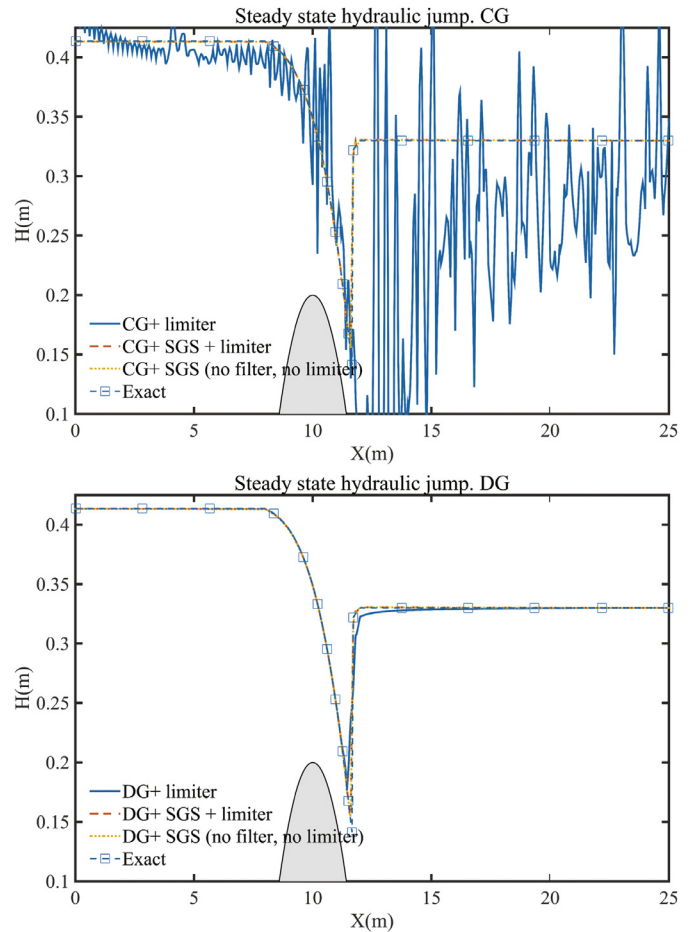 Steady state hydraulic jump. CG
0.4
0.3
0.25
0.2
0.15
0.1
H(m)
CG+ limiter
CG+ SGS + limiter
CG+ SGS (no filter, no limiter)
Exact
0 5 10 15 20 25
X(m)
Steady state hydraulic jump. DG
0.4
0.35
0.3
0.25
0.2
0.15
0.1
H(m)
DG+ limiter
DG+ SGS + limiter
DG+ SGS (no filter, no limiter)
Exact
0 5 10 15 20 25
X(m)